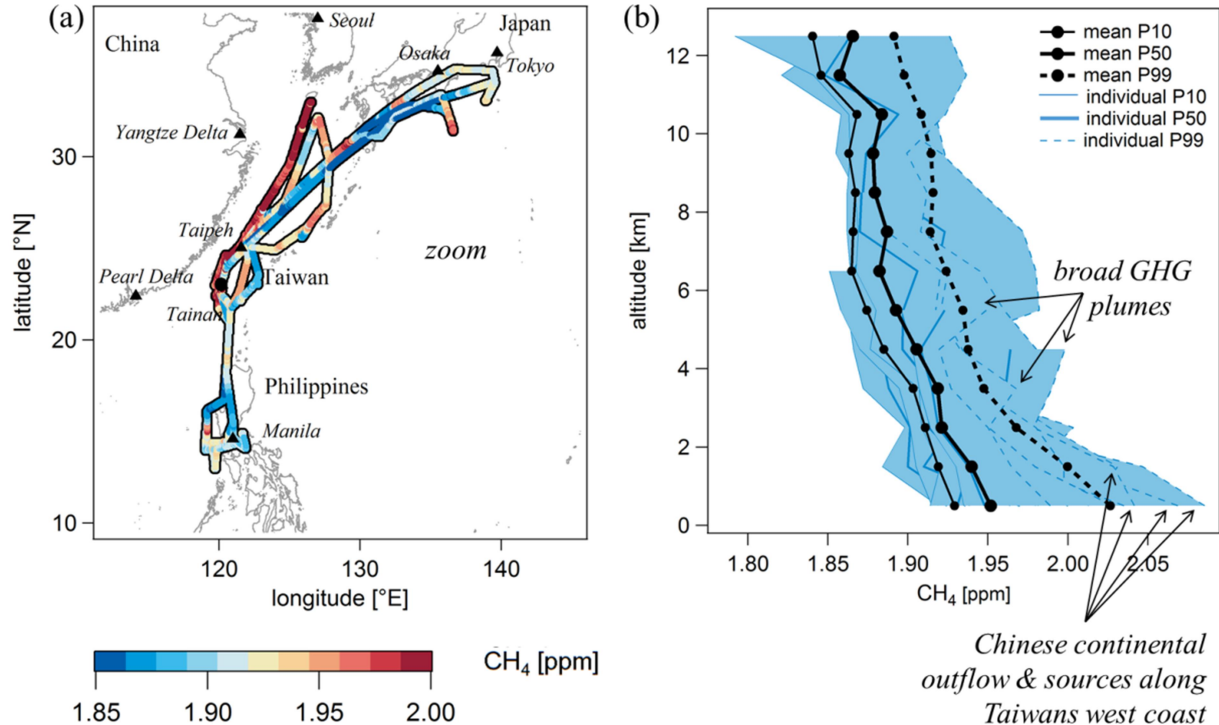 (a)
Seoul
Japan
China
Osaka
Tokyo
Yangtze Delta
30
latitude [°N]
Taipeh
zoom
Pearl Delta
Taiwan
Tainan
20
Philippines
Manila
10
120
130
140
longitude [°E]
CH4 [ppm]
1.85
1.90
1.95
2.00
(b)
mean P10
mean P50
mean P99
individual P10
individual P50
individual P99
12
10
8
6
4
2
0
altitude [km]
broad GHG
plumes
1.80
1.85
1.90
1.95
2.00
2.05
CH4 [ppm]
Chinese continental
outflow & sources along
Taiwans west coast